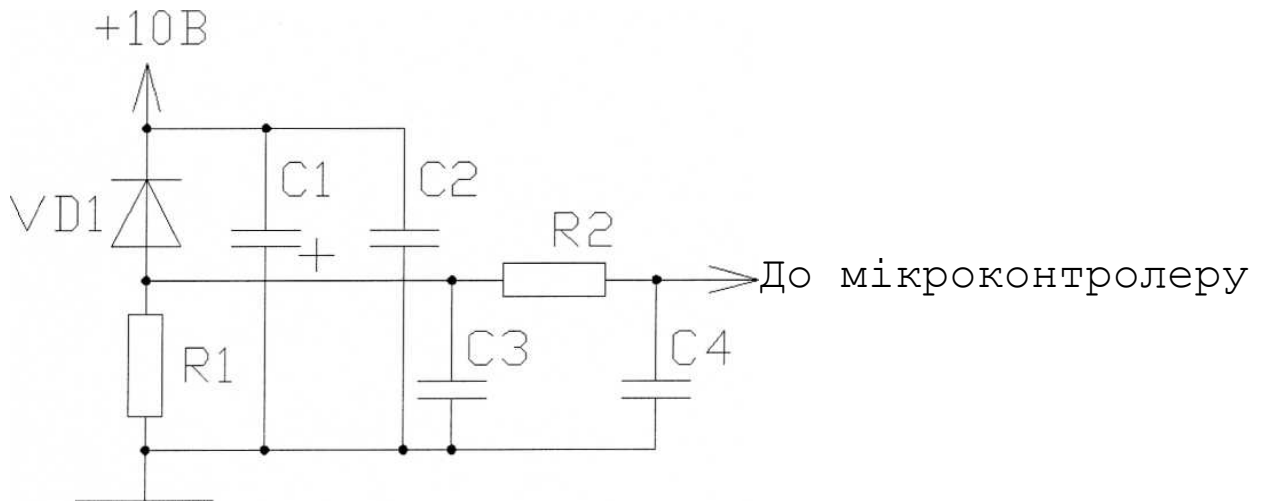 +10В
C1
C2
VD1
R2
До мікроконтролеру
+
R1
C3
C4